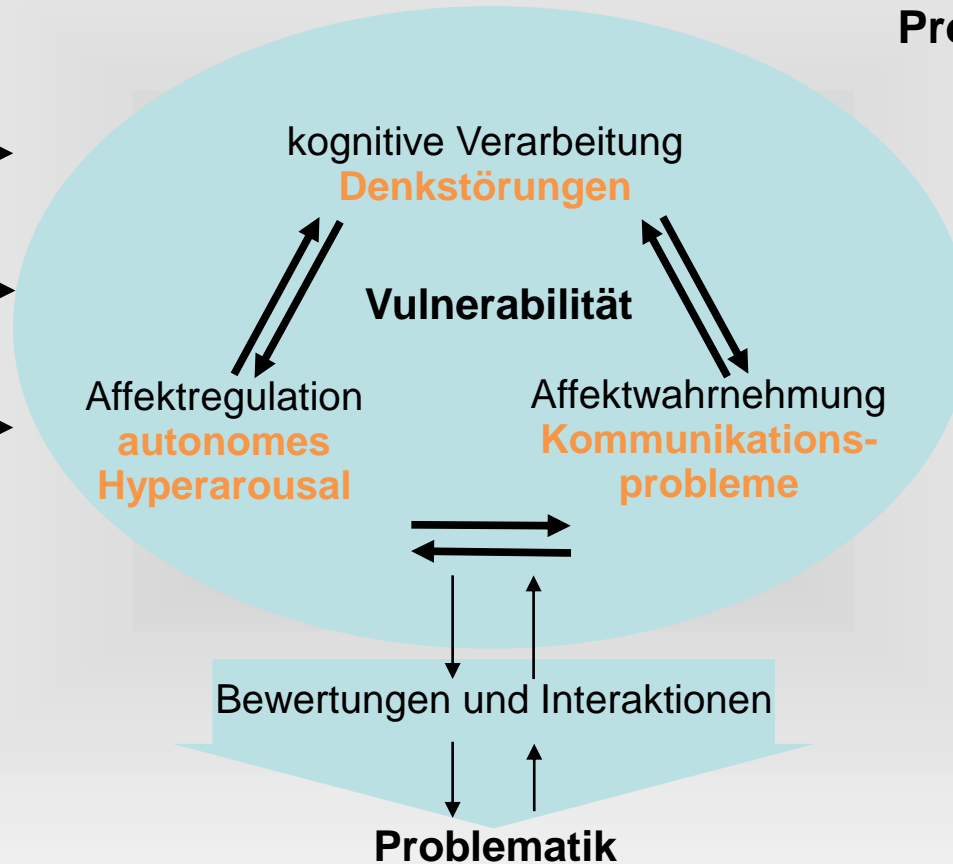 kognitive Verarbeitung
Denkstörungen
Vulnerabilität
Affektregulation
autonomes
Hyperarousal
Affektwahrnehmung
Kommunikations-
probleme
Bewertungen und Interaktionen
Problematik